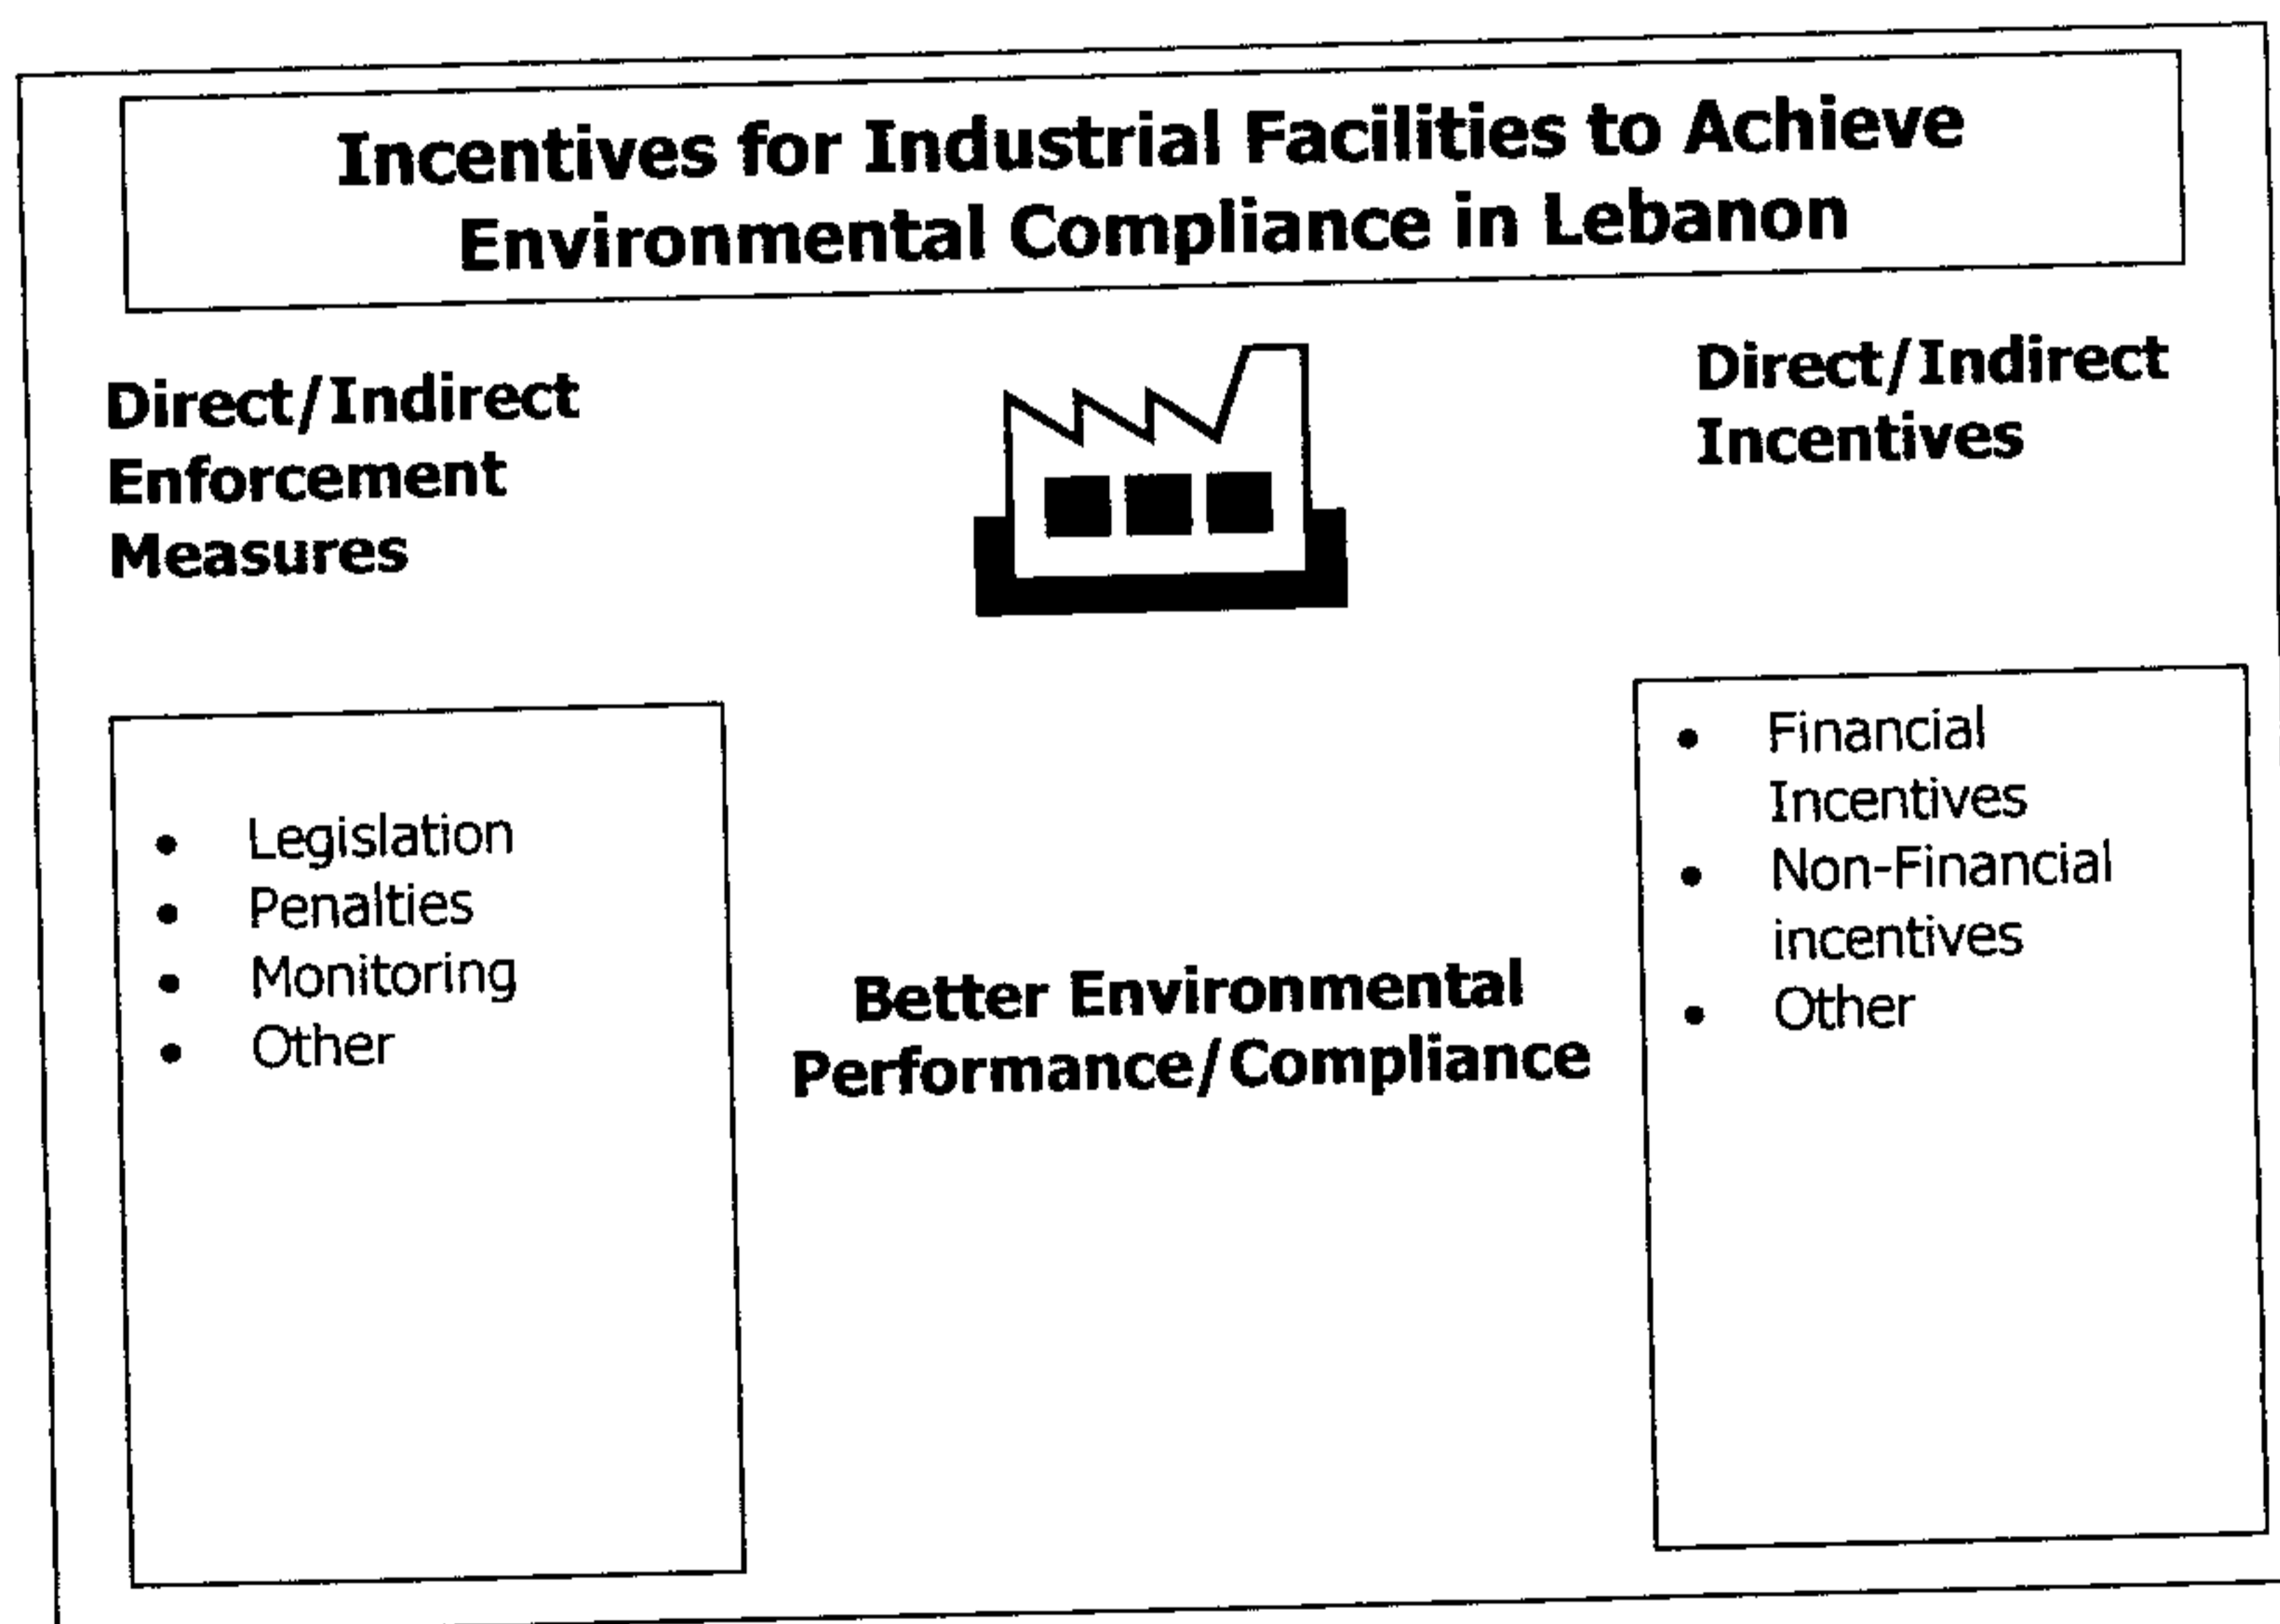 Incentives for Industrial Facilities to Achieve
Environmental Compliance in Lebanon
Direct/Indirect
Enforcement
Measures
Direct/Indirect
Incentives
• Legislation
• Penalties
• Monitoring
• Other
Better Environmental
Performance/Compliance
• Financial
Incentives
• Non-Financial
incentives
• Other